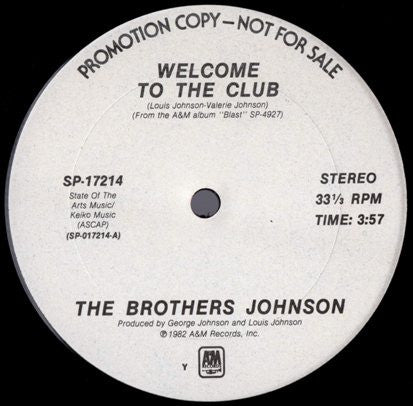 PROMOTION COPY – NOT FOR SALE
WELCOME
TO THE CLUB
(Louis Johnson-Valerie Johnson)
(From the A&M album "Blast" SP-4927)
SP-17214
State Of The
Arts Music/
Keiko Music
(ASCAP)
(SP-017214-A)
STEREO
33⅓ RPM
TIME: 3:57
THE BROTHERS JOHNSON
Produced by George Johnson and Louis Johnson
℗ 1982 A&M Records, Inc.
Y
A&M
RECORDS